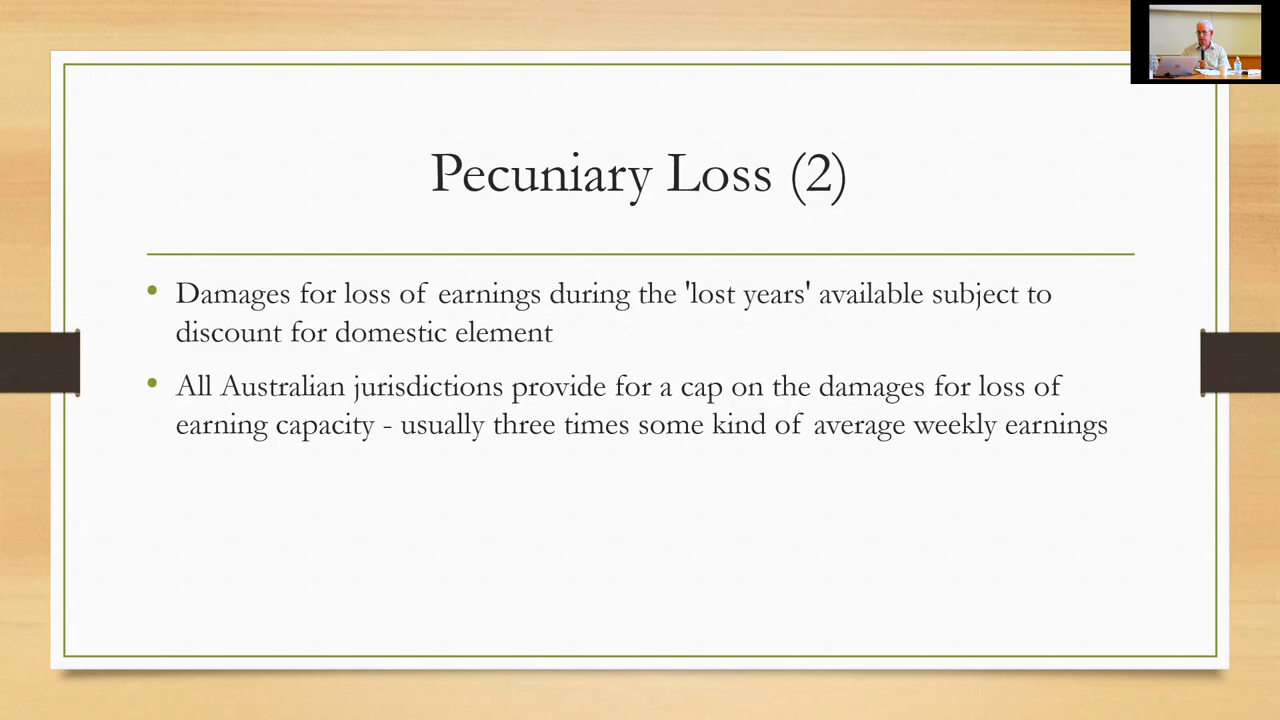 Pecuniary Loss (2)
• Damages for loss of earnings during the 'lost years' available subject to
discount for domestic element
• All Australian jurisdictions provide for a cap on the damages for loss of
earning capacity - usually three times some kind of average weekly earnings